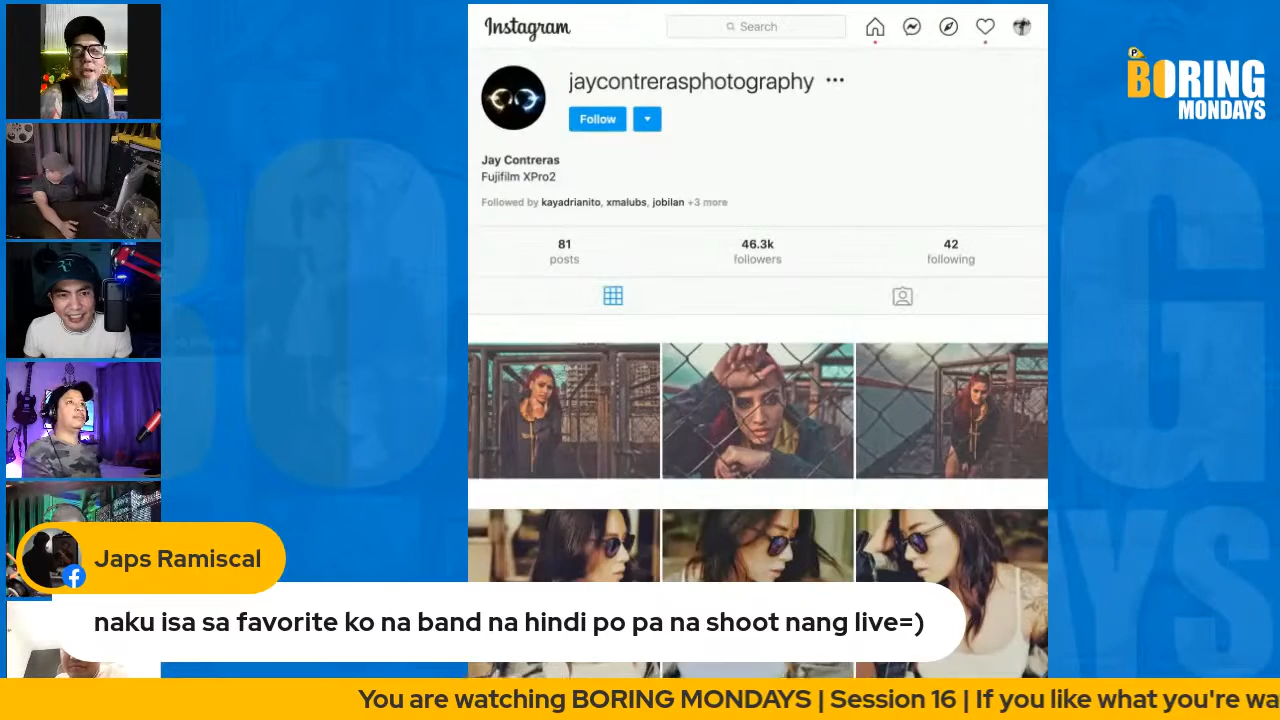 Instagram
Search
jaycontrerasphotography
Follow
Jay Contreras
Fujifilm XPro2
Followed by kayadrianito, xmalubs, jobilan +3 more
81
posts
46.3k
followers
42
following
P
BORING
MONDAYS
Japs Ramiscal
naku isa sa favorite ko na band na hindi po pa na shoot nang live=)
You are watching BORING MONDAYS | Session 16 | If you like what you're wa